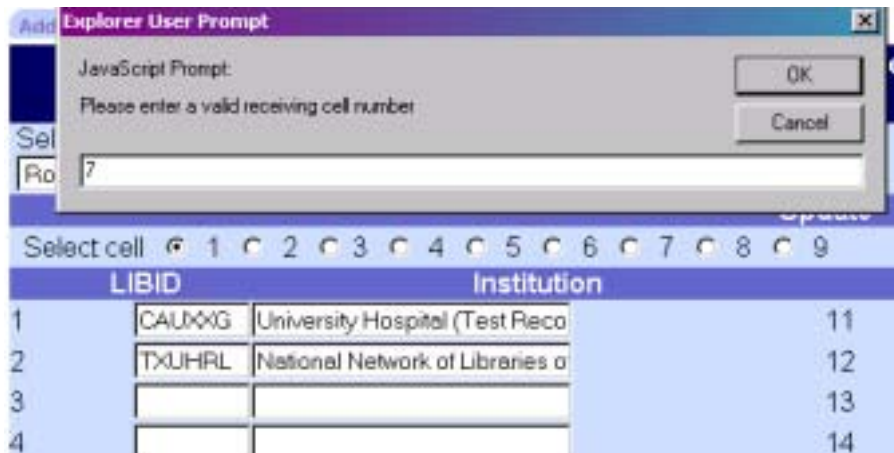 Add
Explorer User Prompt
JavaScript Prompt:
Please enter a valid receiving cell number
OK
Cancel
Sel
Ro
7
Update
Select cell 1 2 3 4 5 6 7 8 9
LIBID Institution
1 CAUXXG University Hospital (Test Reco 11
2 TXUHRL National Network of Libraries o 12
3 13
4 14